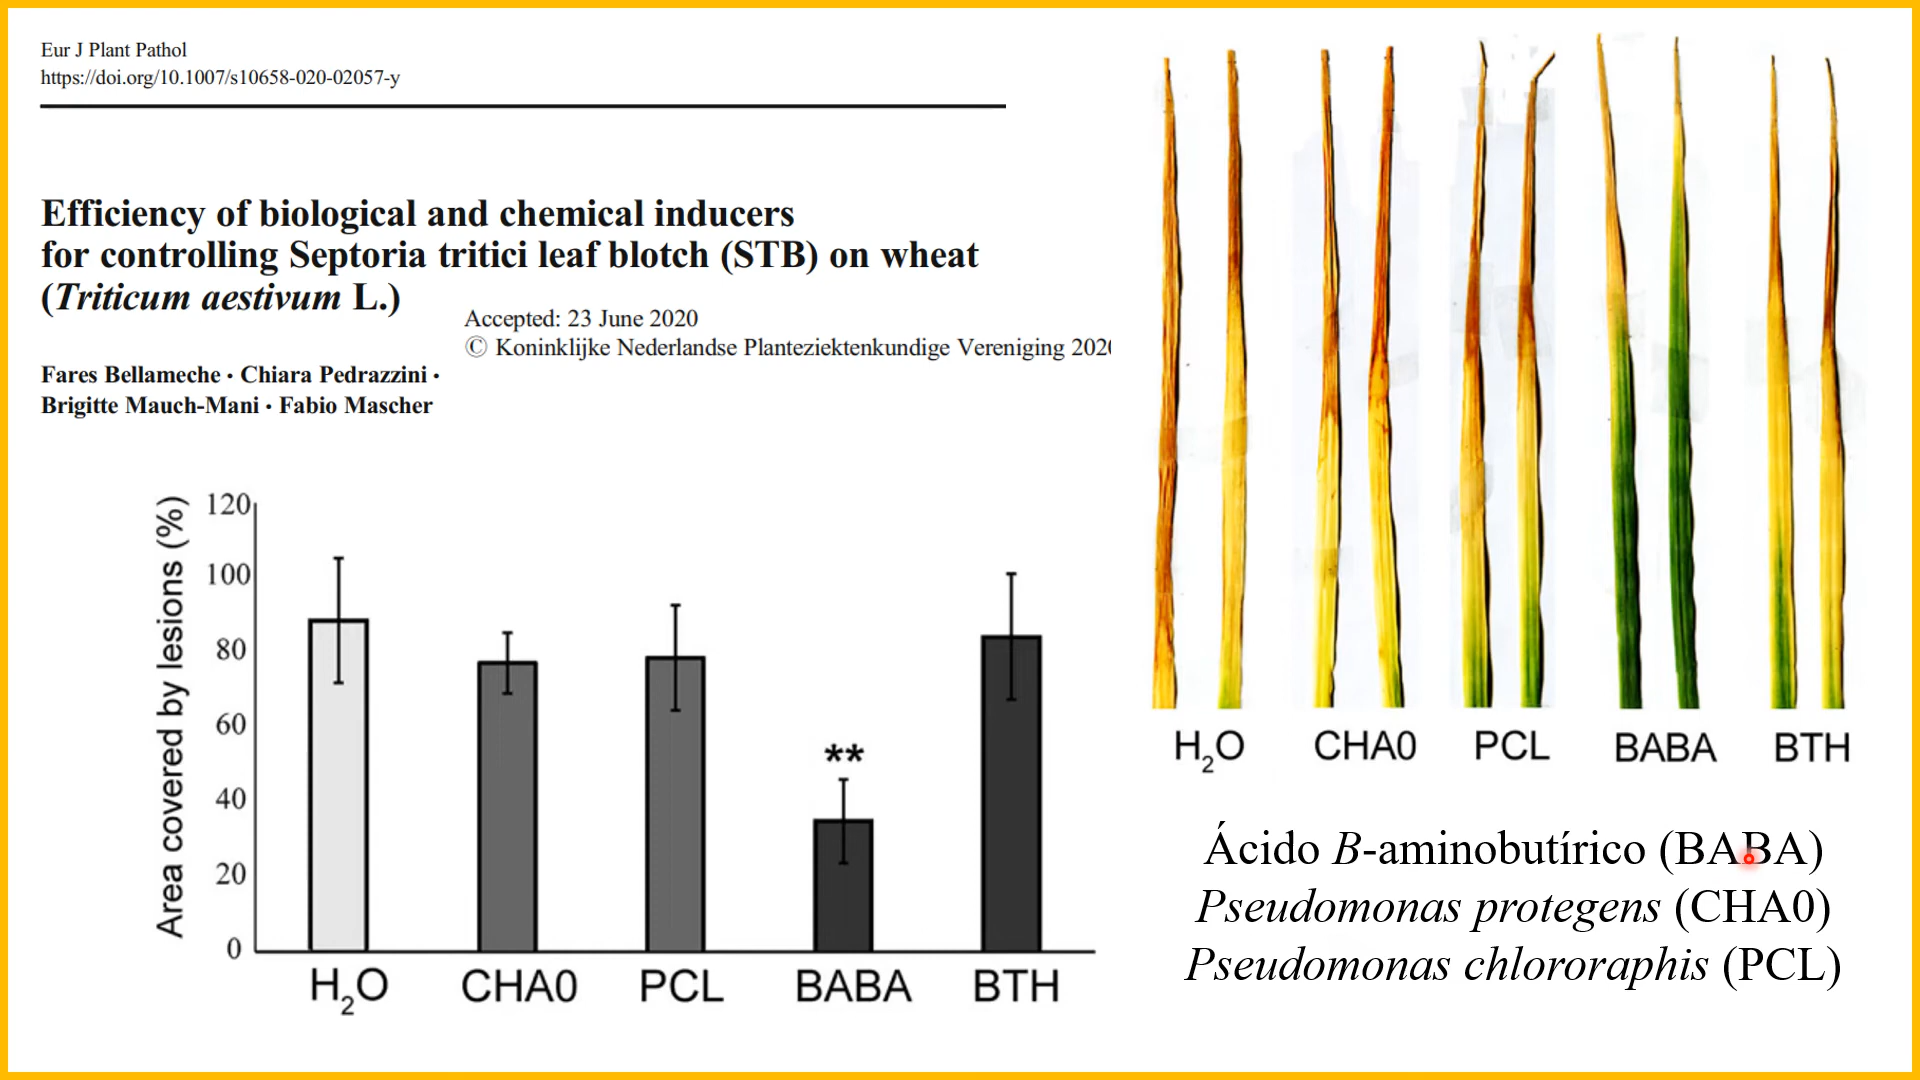 Eur J Plant Pathol
https://doi.org/10.1007/s10658-020-02057-y
Efficiency of biological and chemical inducers
for controlling Septoria tritici leaf blotch (STB) on wheat
(Triticum aestivum L.)
Accepted: 23 June 2020
© Koninklijke Nederlandse Planteziektenkundige Vereniging 2020
Fares Bellameche · Chiara Pedrazzini ·
Brigitte Mauch-Mani · Fabio Mascher
Area covered by lesions (%)
120
100
80
60
40
20
0
**
H₂O CHA0 PCL BABA BTH
H₂O CHA0 PCL BABA BTH
Ácido B-aminobutírico (BABA)
Pseudomonas protegens (CHA0)
Pseudomonas chlororaphis (PCL)